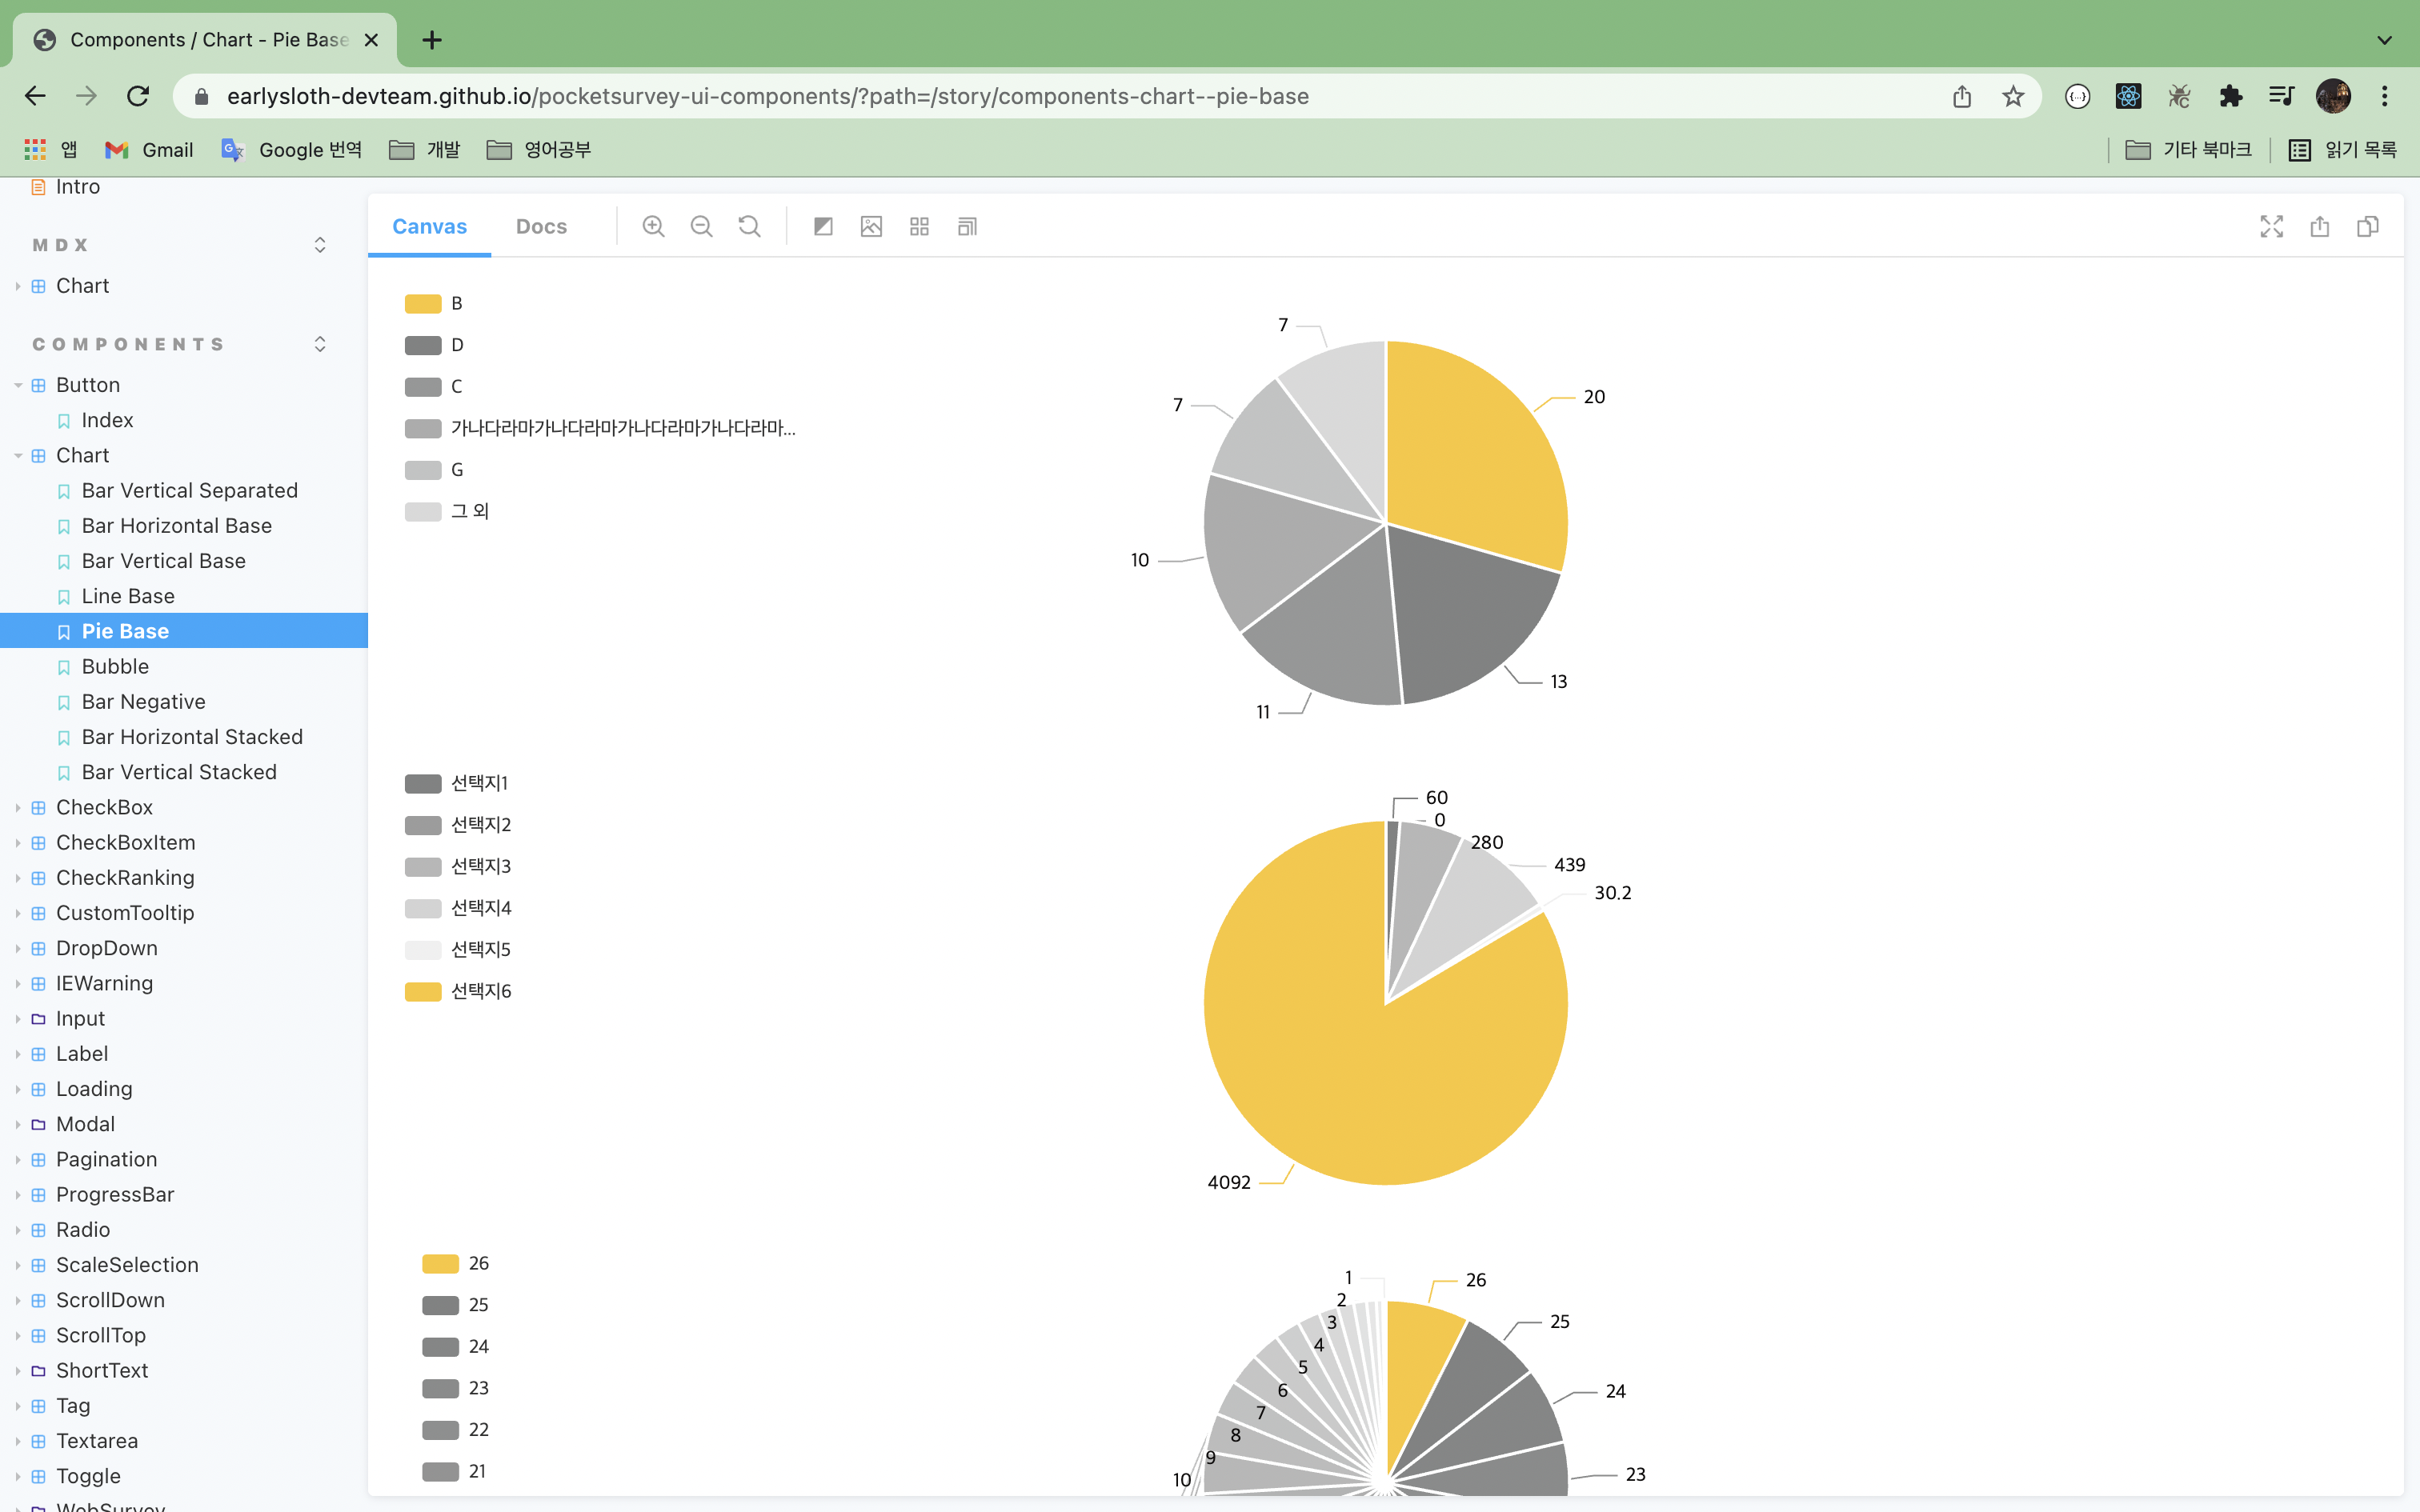 Components / Chart - Pie Base
earlysloth-devteam.github.io/pocketsurvey-ui-components/?path=/story/components-chart--pie-base
앱 Gmail Google 번역 개발 영어공부 기타 북마크 읽기 목록
Intro
MDX
Chart
COMPONENTS
Button
Index
Chart
Bar Vertical Separated
Bar Horizontal Base
Bar Vertical Base
Line Base
Pie Base
Bubble
Bar Negative
Bar Horizontal Stacked
Bar Vertical Stacked
CheckBox
CheckBoxItem
CheckRanking
CustomTooltip
DropDown
IEWarning
Input
Label
Loading
Modal
Pagination
ProgressBar
Radio
ScaleSelection
ScrollDown
ScrollTop
ShortText
Tag
Textarea
Toggle
WebSurvey
Canvas Docs
B
D
C
가나다라마가나다라마가나다라마가나다라마...
G
그 외
7
20
7
10
13
11
선택지1
선택지2
선택지3
선택지4
선택지5
선택지6
60
0
280
439
30.2
4092
26
25
24
23
22
21
1
2
3
4
5
6
7
8
9
10
26
25
24
23